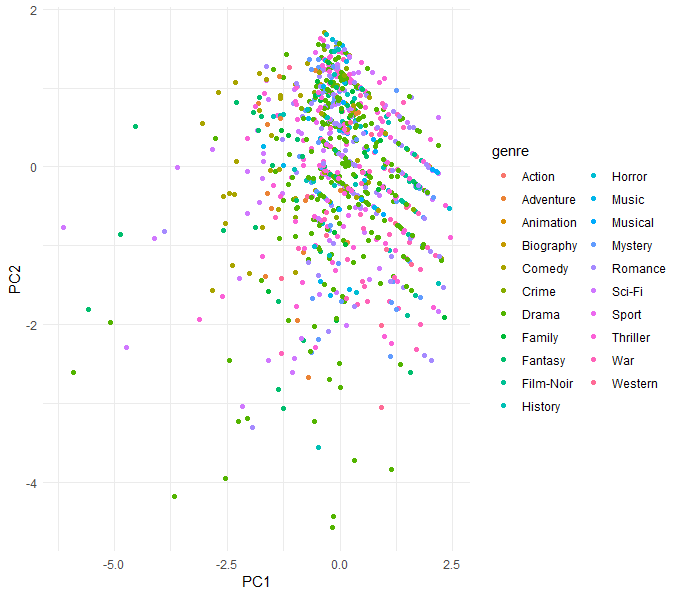 2
0
-2
-4
PC2
-5.0
-2.5
0.0
2.5
PC1
genre
Action
Adventure
Animation
Biography
Comedy
Crime
Drama
Family
Fantasy
Film-Noir
History
Horror
Music
Musical
Mystery
Romance
Sci-Fi
Sport
Thriller
War
Western